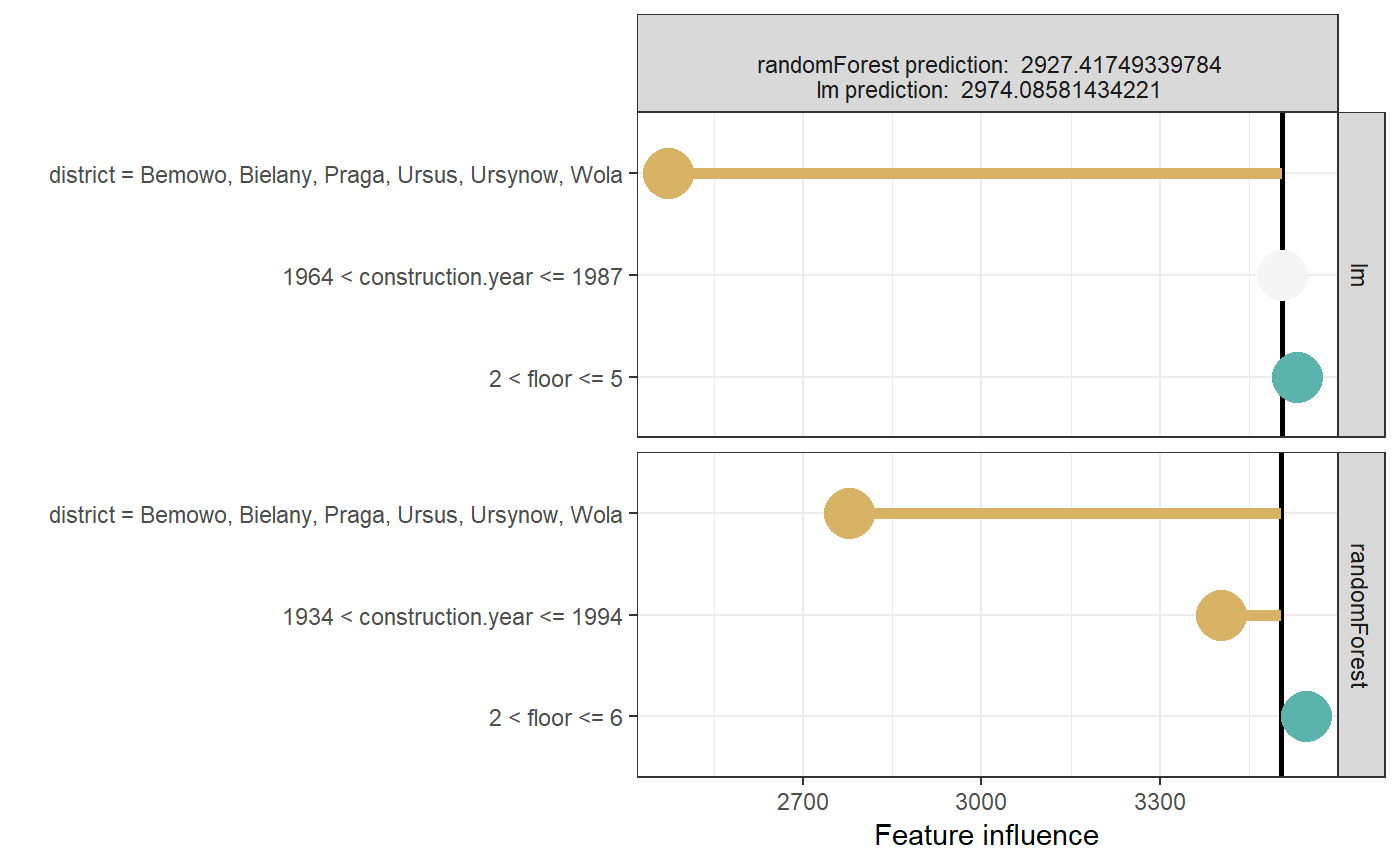 randomForest prediction:  2927.41749339784
lm prediction:  2974.08581434221
district = Bemowo, Bielany, Praga, Ursus, Ursynow, Wola
1964 < construction.year <= 1987
2 < floor <= 5
lm
district = Bemowo, Bielany, Praga, Ursus, Ursynow, Wola
1934 < construction.year <= 1994
2 < floor <= 6
randomForest
2700 3000 3300
Feature influence